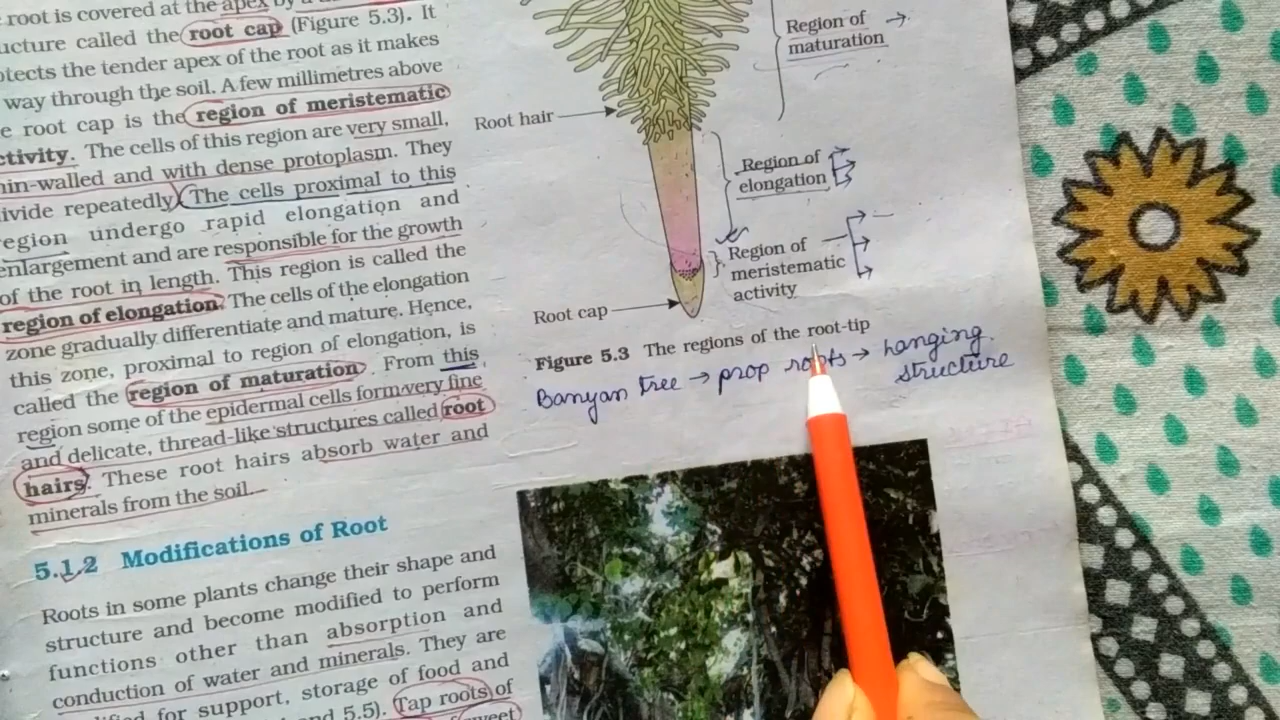 root is covered at the apex by a
ucture called the root cap (Figure 5.3). It
otects the tender apex of the root as it makes
way through the soil. A few millimetres above
e root cap is the region of meristematic
ctivity. The cells of this region are very small,
hin-walled and with dense protoplasm. They
ivide repeatedly. The cells proximal to this
egion undergo rapid elongation and
enlargement and are responsible for the growth
of the root in length. This region is called the
region of elongation. The cells of the elongation
zone gradually differentiate and mature. Hence,
this zone, proximal to region of elongation, is
called the region of maturation. From this
region some of the epidermal cells form very fine
and delicate, thread-like structures called root
hairs. These root hairs absorb water and
minerals from the soil.
5.1.2 Modifications of Root
Roots in some plants change their shape and
structure and become modified to perform
functions other than absorption and
conduction of water and minerals. They are
ified for support, storage of food and
and 5.5). Tap roots of
sweet
Region of
maturation
Root hair
Region of
elongation
Region of
meristematic
activity
Root cap
Figure 5.3 The regions of the root-tip
Banyan tree → prop roots → hanging
structure